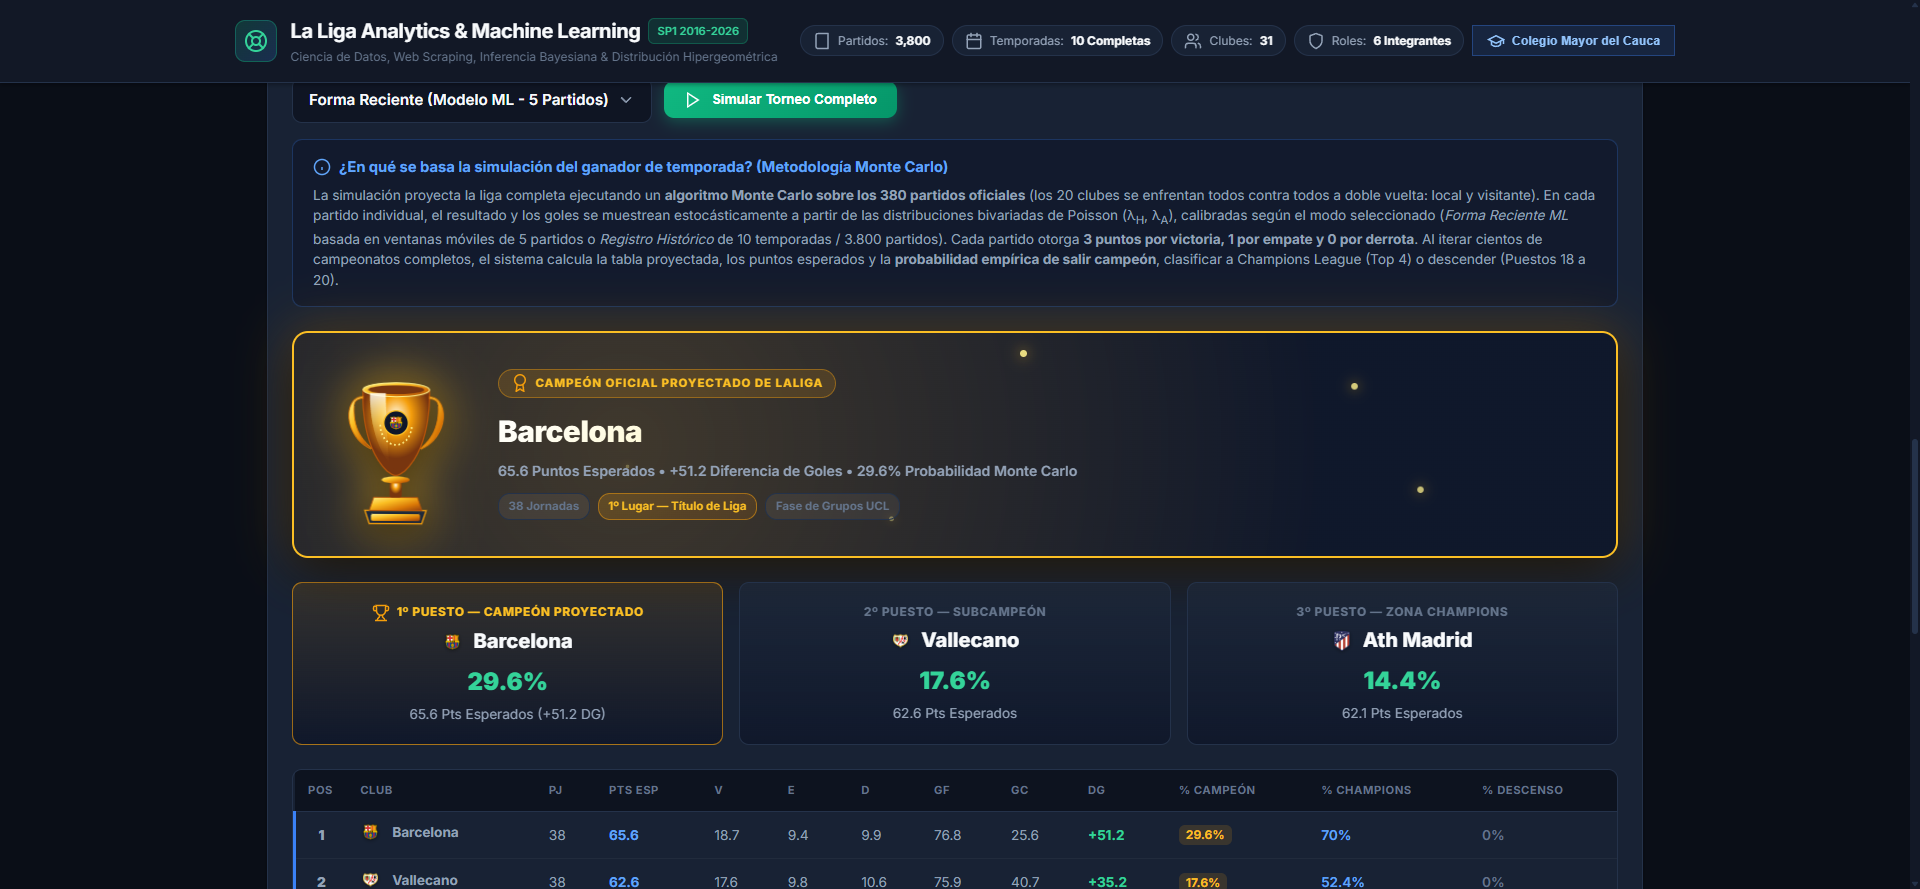 La Liga Analytics & Machine Learning SP1 2016-2026
Ciencia de Datos, Web Scraping, Inferencia Bayesiana & Distribución Hipergeométrica
Partidos: 3,800
Temporadas: 10 Completas
Clubes: 31
Roles: 6 Integrantes
Colegio Mayor del Cauca
Forma Reciente (Modelo ML - 5 Partidos)
Simular Torneo Completo
¿En qué se basa la simulación del ganador de temporada? (Metodología Monte Carlo)
La simulación proyecta la liga completa ejecutando un algoritmo Monte Carlo sobre los 380 partidos oficiales (los 20 clubes se enfrentan todos contra todos a doble vuelta: local y visitante). En cada
partido individual, el resultado y los goles se muestrean estocásticamente a partir de las distribuciones bivariadas de Poisson (λH, λA), calibradas según el modo seleccionado (Forma Reciente ML
basada en ventanas móviles de 5 partidos o Registro Histórico de 10 temporadas / 3.800 partidos). Cada partido otorga 3 puntos por victoria, 1 por empate y 0 por derrota. Al iterar cientos de
campeonatos completos, el sistema calcula la tabla proyectada, los puntos esperados y la probabilidad empírica de salir campeón, clasificar a Champions League (Top 4) o descender (Puestos 18 a
20).
CAMPEÓN OFICIAL PROYECTADO DE LALIGA
Barcelona
65.6 Puntos Esperados • +51.2 Diferencia de Goles • 29.6% Probabilidad Monte Carlo
38 Jornadas
1º Lugar — Título de Liga
Fase de Grupos UCL
1º PUESTO — CAMPEÓN PROYECTADO
Barcelona
29.6%
65.6 Pts Esperados (+51.2 DG)
2º PUESTO — SUBCAMPEÓN
Vallecano
17.6%
62.6 Pts Esperados
3º PUESTO — ZONA CHAMPIONS
Ath Madrid
14.4%
62.1 Pts Esperados
POS CLUB PJ PTS ESP V E D GF GC DG % CAMPEÓN % CHAMPIONS % DESCENSO
1 Barcelona 38 65.6 18.7 9.4 9.9 76.8 25.6 +51.2 29.6% 70% 0%
2 Vallecano 38 62.6 17.6 9.8 10.6 75.9 40.7 +35.2 17.6% 52.4% 0%